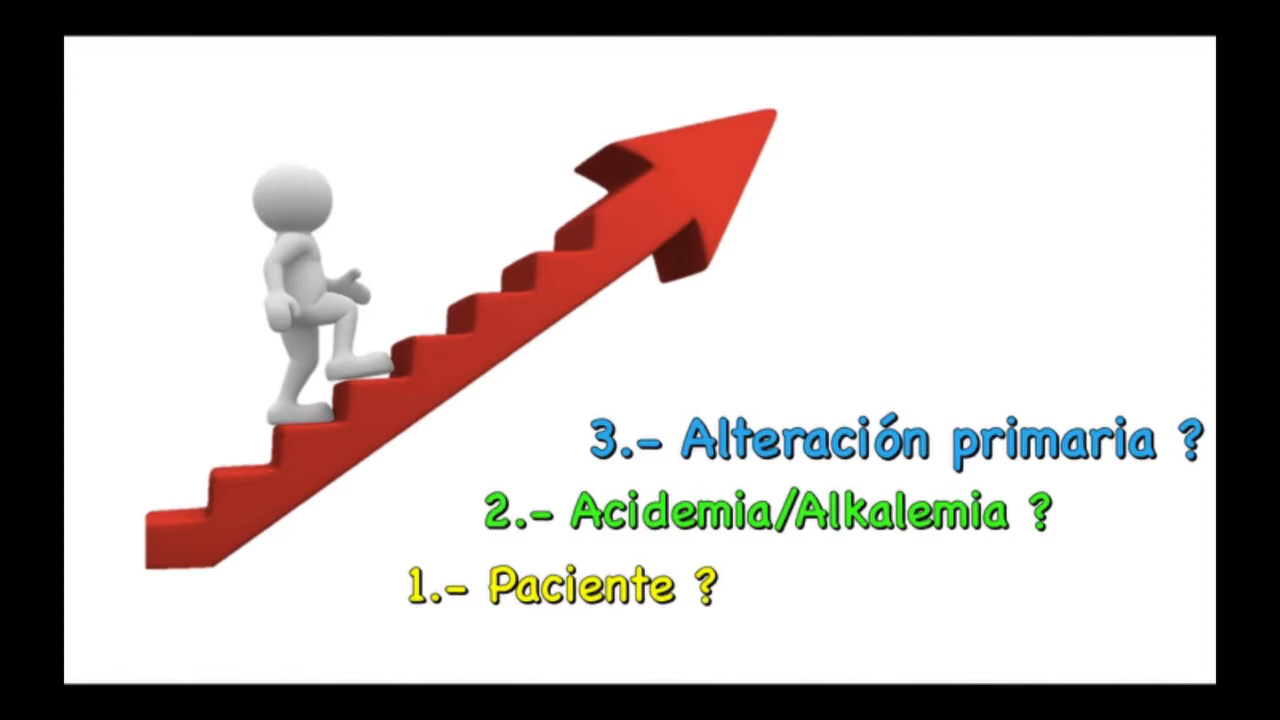 3.- Alteración primaria ?
2.- Acidemia/Alkalemia ?
1.- Paciente ?